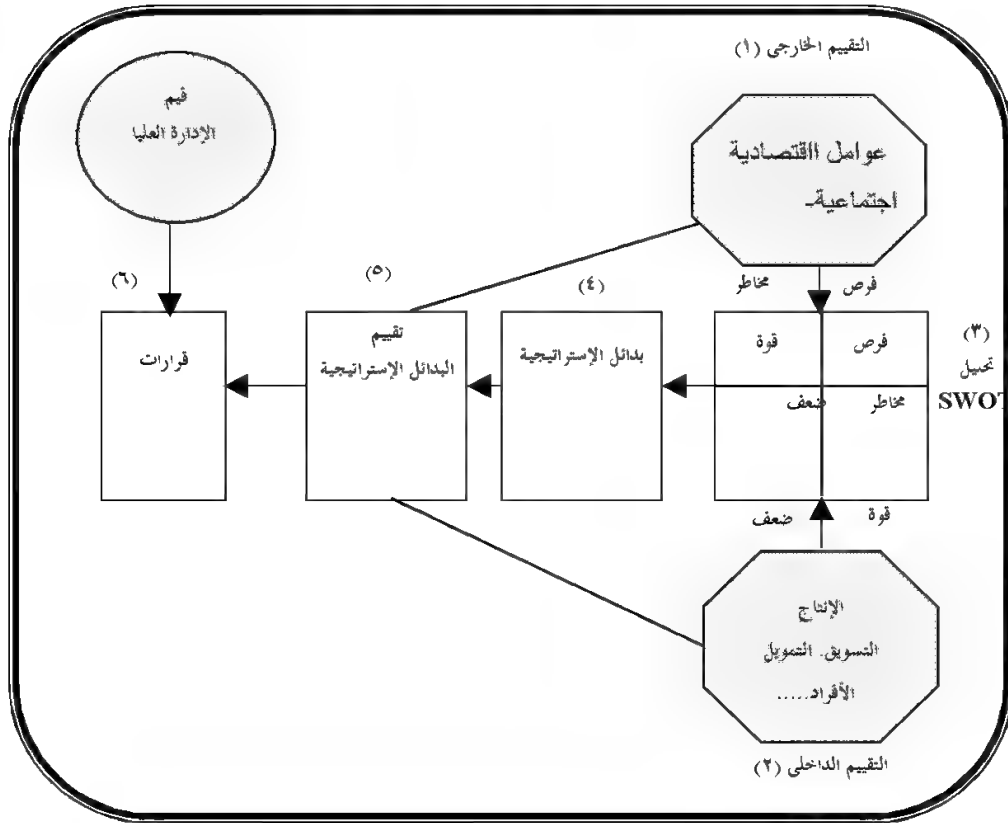 التقييم الخارجى (١)
عوامل ااقتصادية
اجتماعية-
فرص مخاطر
قيم
الإدارة العليا
(٦)
(٥)
(٤)
(٣)
تحليل
SWOT
قرارات
تقييم
البدائل الإستراتيجية
بدائل الإستراتيجية
فرص قوة
مخاطر ضعف
قوة ضعف
الإنتاج
التسويق. التمويل
الأفراد.....
التقييم الداخلى (٢)